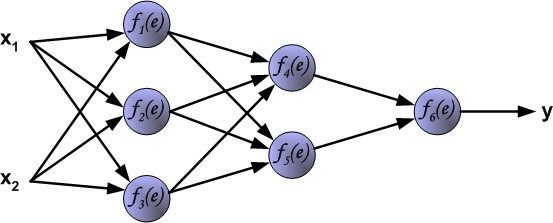 x₁
f₁(e)
f₄(e)
f₂(e)
f₆(e)
y
f₅(e)
x₂
f₃(e)